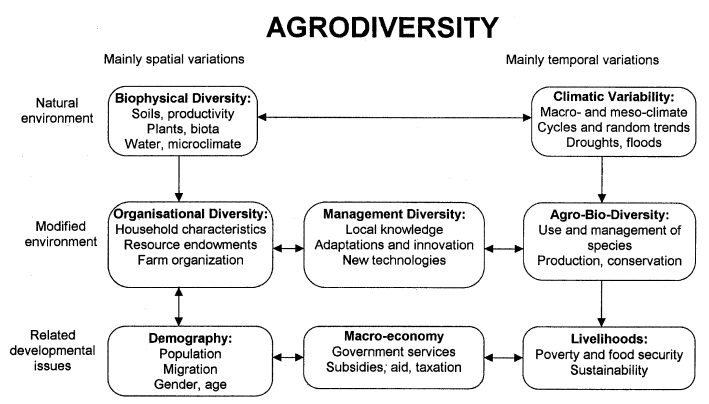 AGRODIVERSITY
Mainly spatial variations
Mainly temporal variations
Natural
environment
Biophysical Diversity:
Soils, productivity
Plants, biota
Water, microclimate
Climatic Variability:
Macro- and meso-climate
Cycles and random trends
Droughts, floods
Modified
environment
Organisational Diversity:
Household characteristics
Resource endowments
Farm organization
Management Diversity:
Local knowledge
Adaptations and innovation
New technologies
Agro-Bio-Diversity:
Use and management of
species
Production, conservation
Related
developmental
issues
Demography:
Population
Migration
Gender, age
Macro-economy
Government services
Subsidies, aid, taxation
Livelihoods:
Poverty and food security
Sustainability